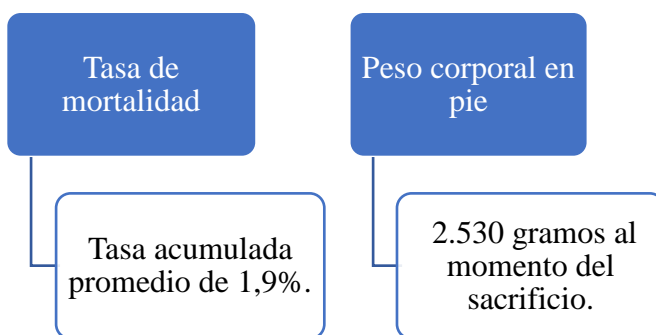 Tasa de
mortalidad
Tasa acumulada
promedio de 1,9%.
Peso corporal en
pie
2.530 gramos al
momento del
sacrificio.